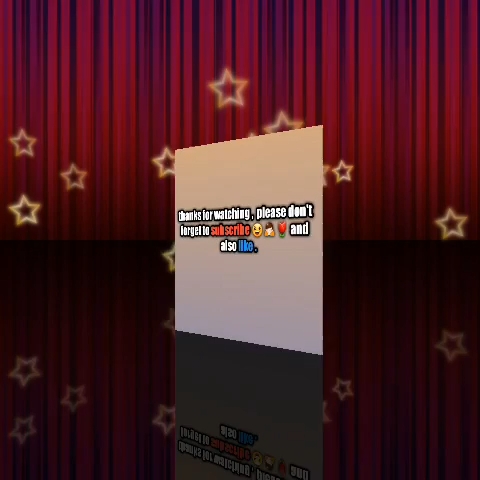 thanks for watching , please don't
forget to subscribe 😉🙏🌹 and
also like .